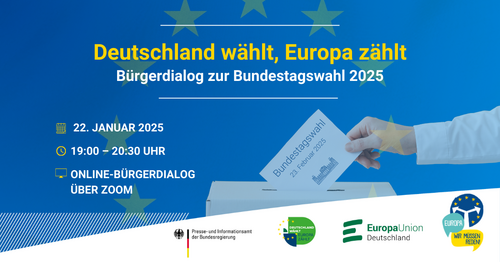 Deutschland wählt, Europa zählt
Bürgerdialog zur Bundestagswahl 2025
22. JANUAR 2025
19:00 – 20:30 UHR
ONLINE-BÜRGERDIALOG
ÜBER ZOOM
Bundestagswahl
23. Februar 2025
Presse- und Informationsamt
der Bundesregierung
DEUTSCHLAND
EuropaUnion
Deutschland
EUROPA
WIR MÜSSEN
REDEN!